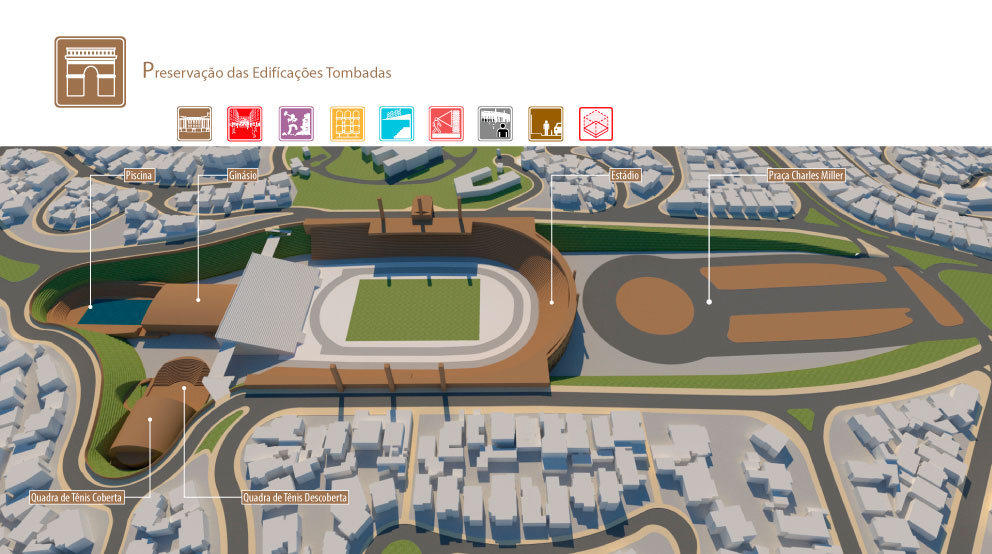 Preservação das Edificações Tombadas
Piscina
Ginásio
Estádio
Praça Charles Miller
Quadra de Tênis Coberta
Quadra de Tênis Descoberta